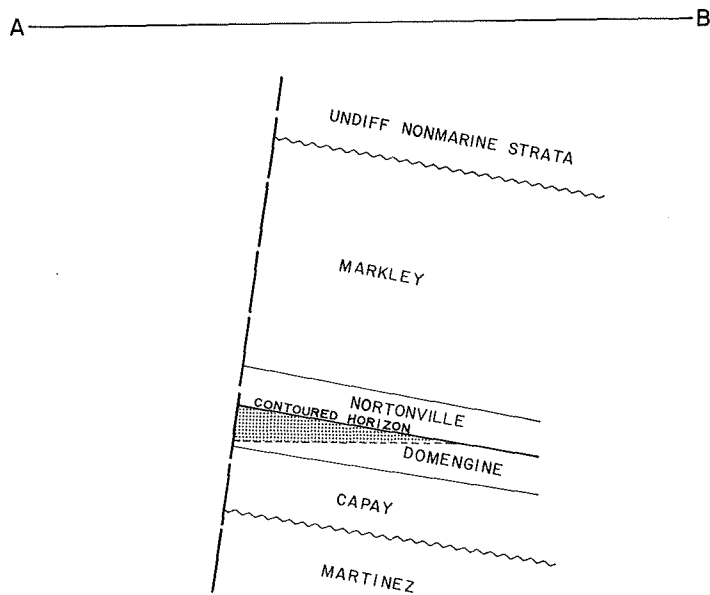 A B
UNDIFF NONMARINE STRATA
MARKLEY
NORTONVILLE
CONTOURED HORIZON
DOMENGINE
CAPAY
MARTINEZ